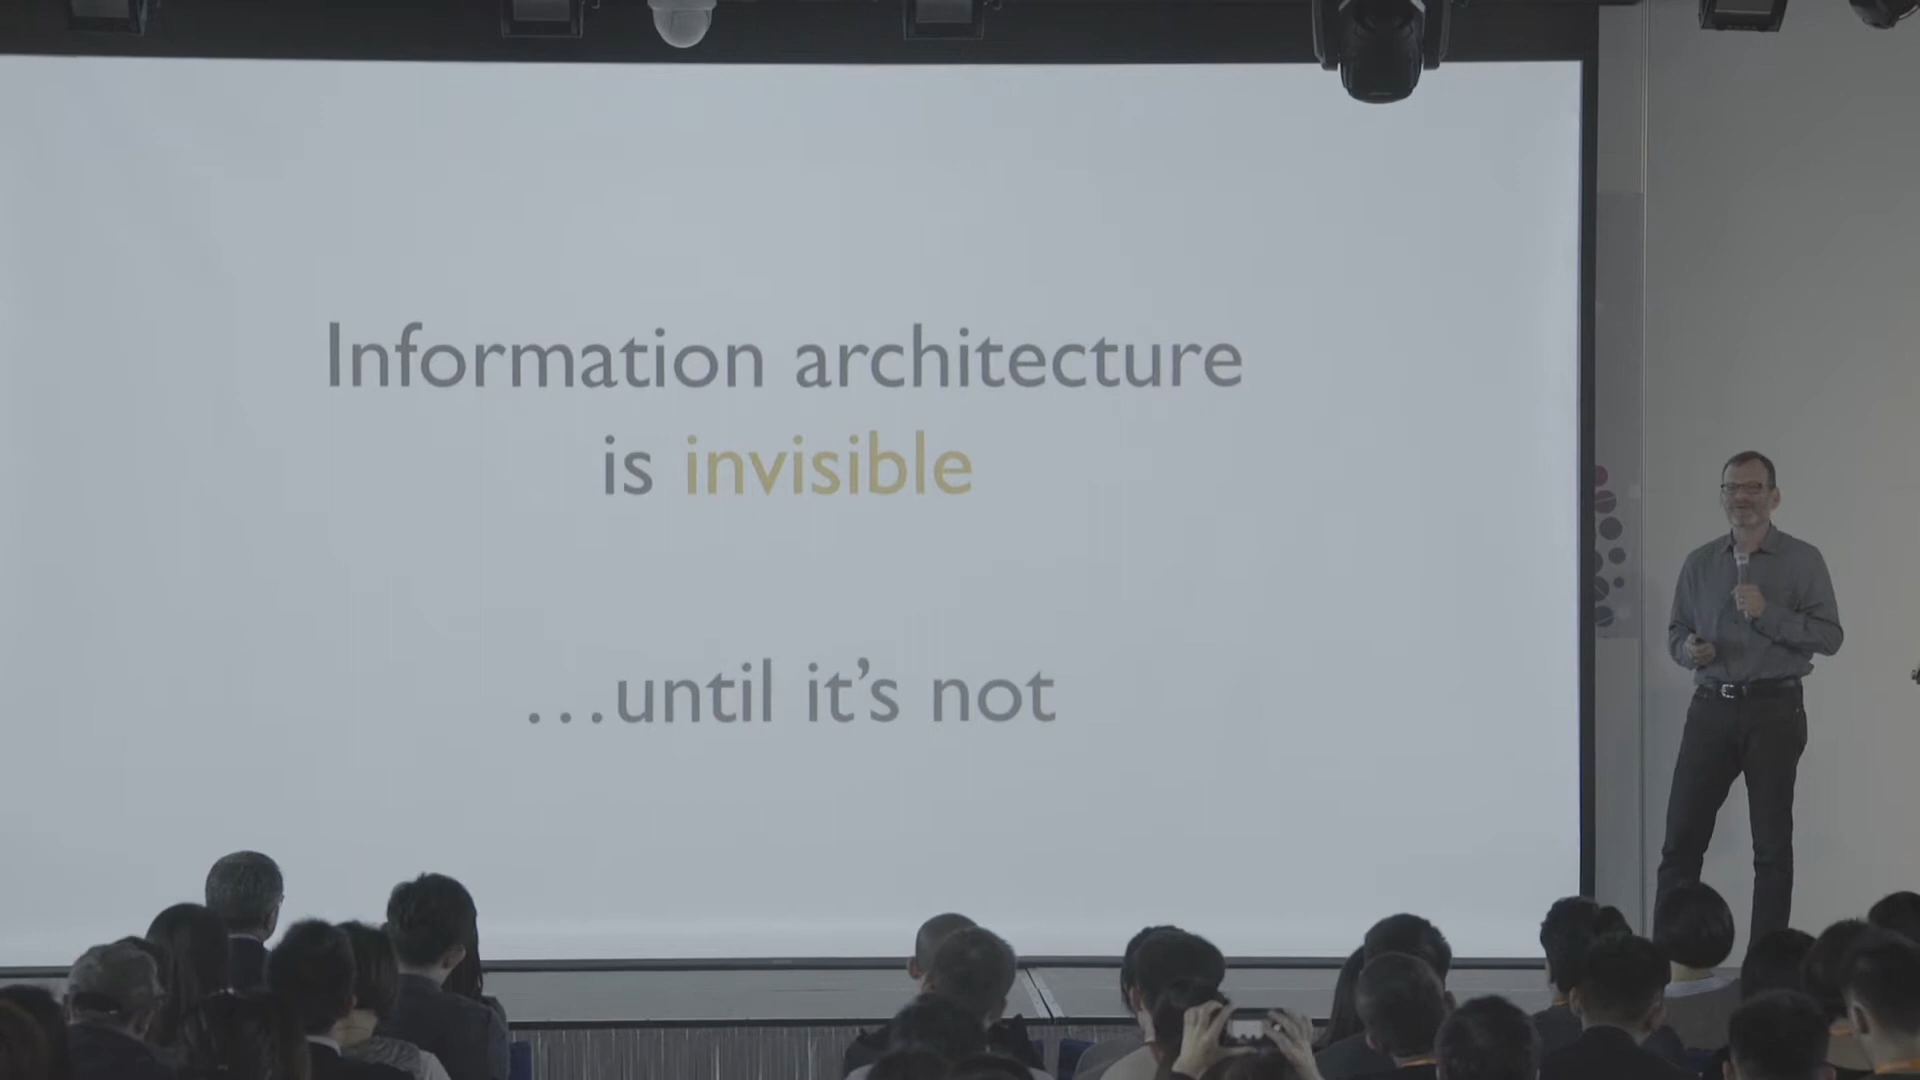 Information architecture
is invisible
...until it’s not